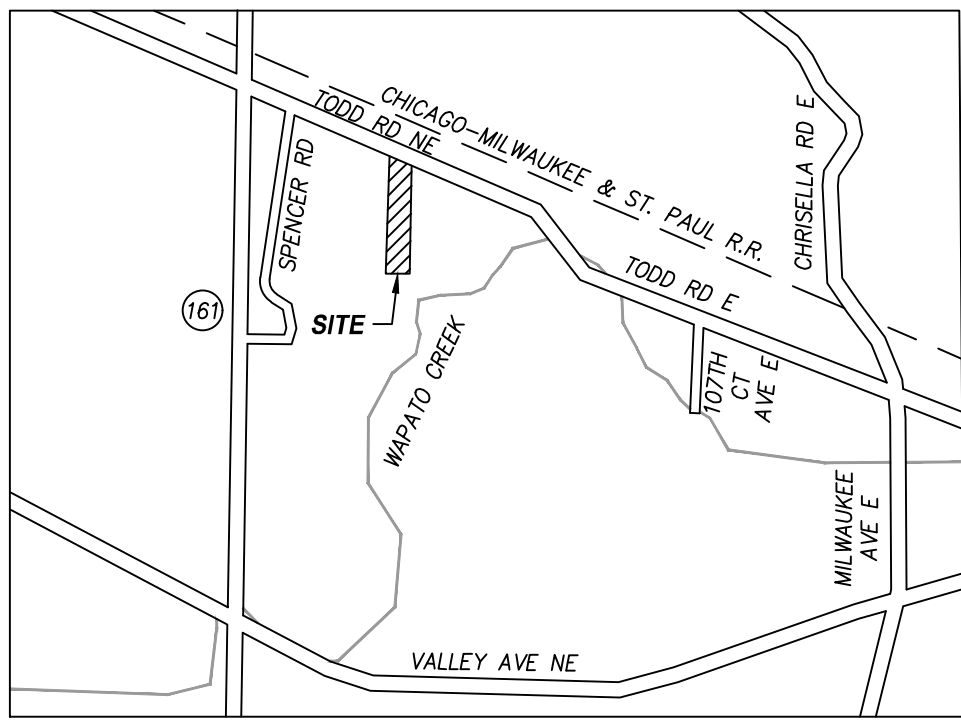 CHICAGO-MILWAUKEE & ST. PAUL R.R.
TODD RD NE
SPENCER RD
CHRISELLA RD E
161
SITE
TODD RD E
WAPATO CREEK
107TH
CT
AVE E
MILWAUKEE
AVE E
VALLEY AVE NE